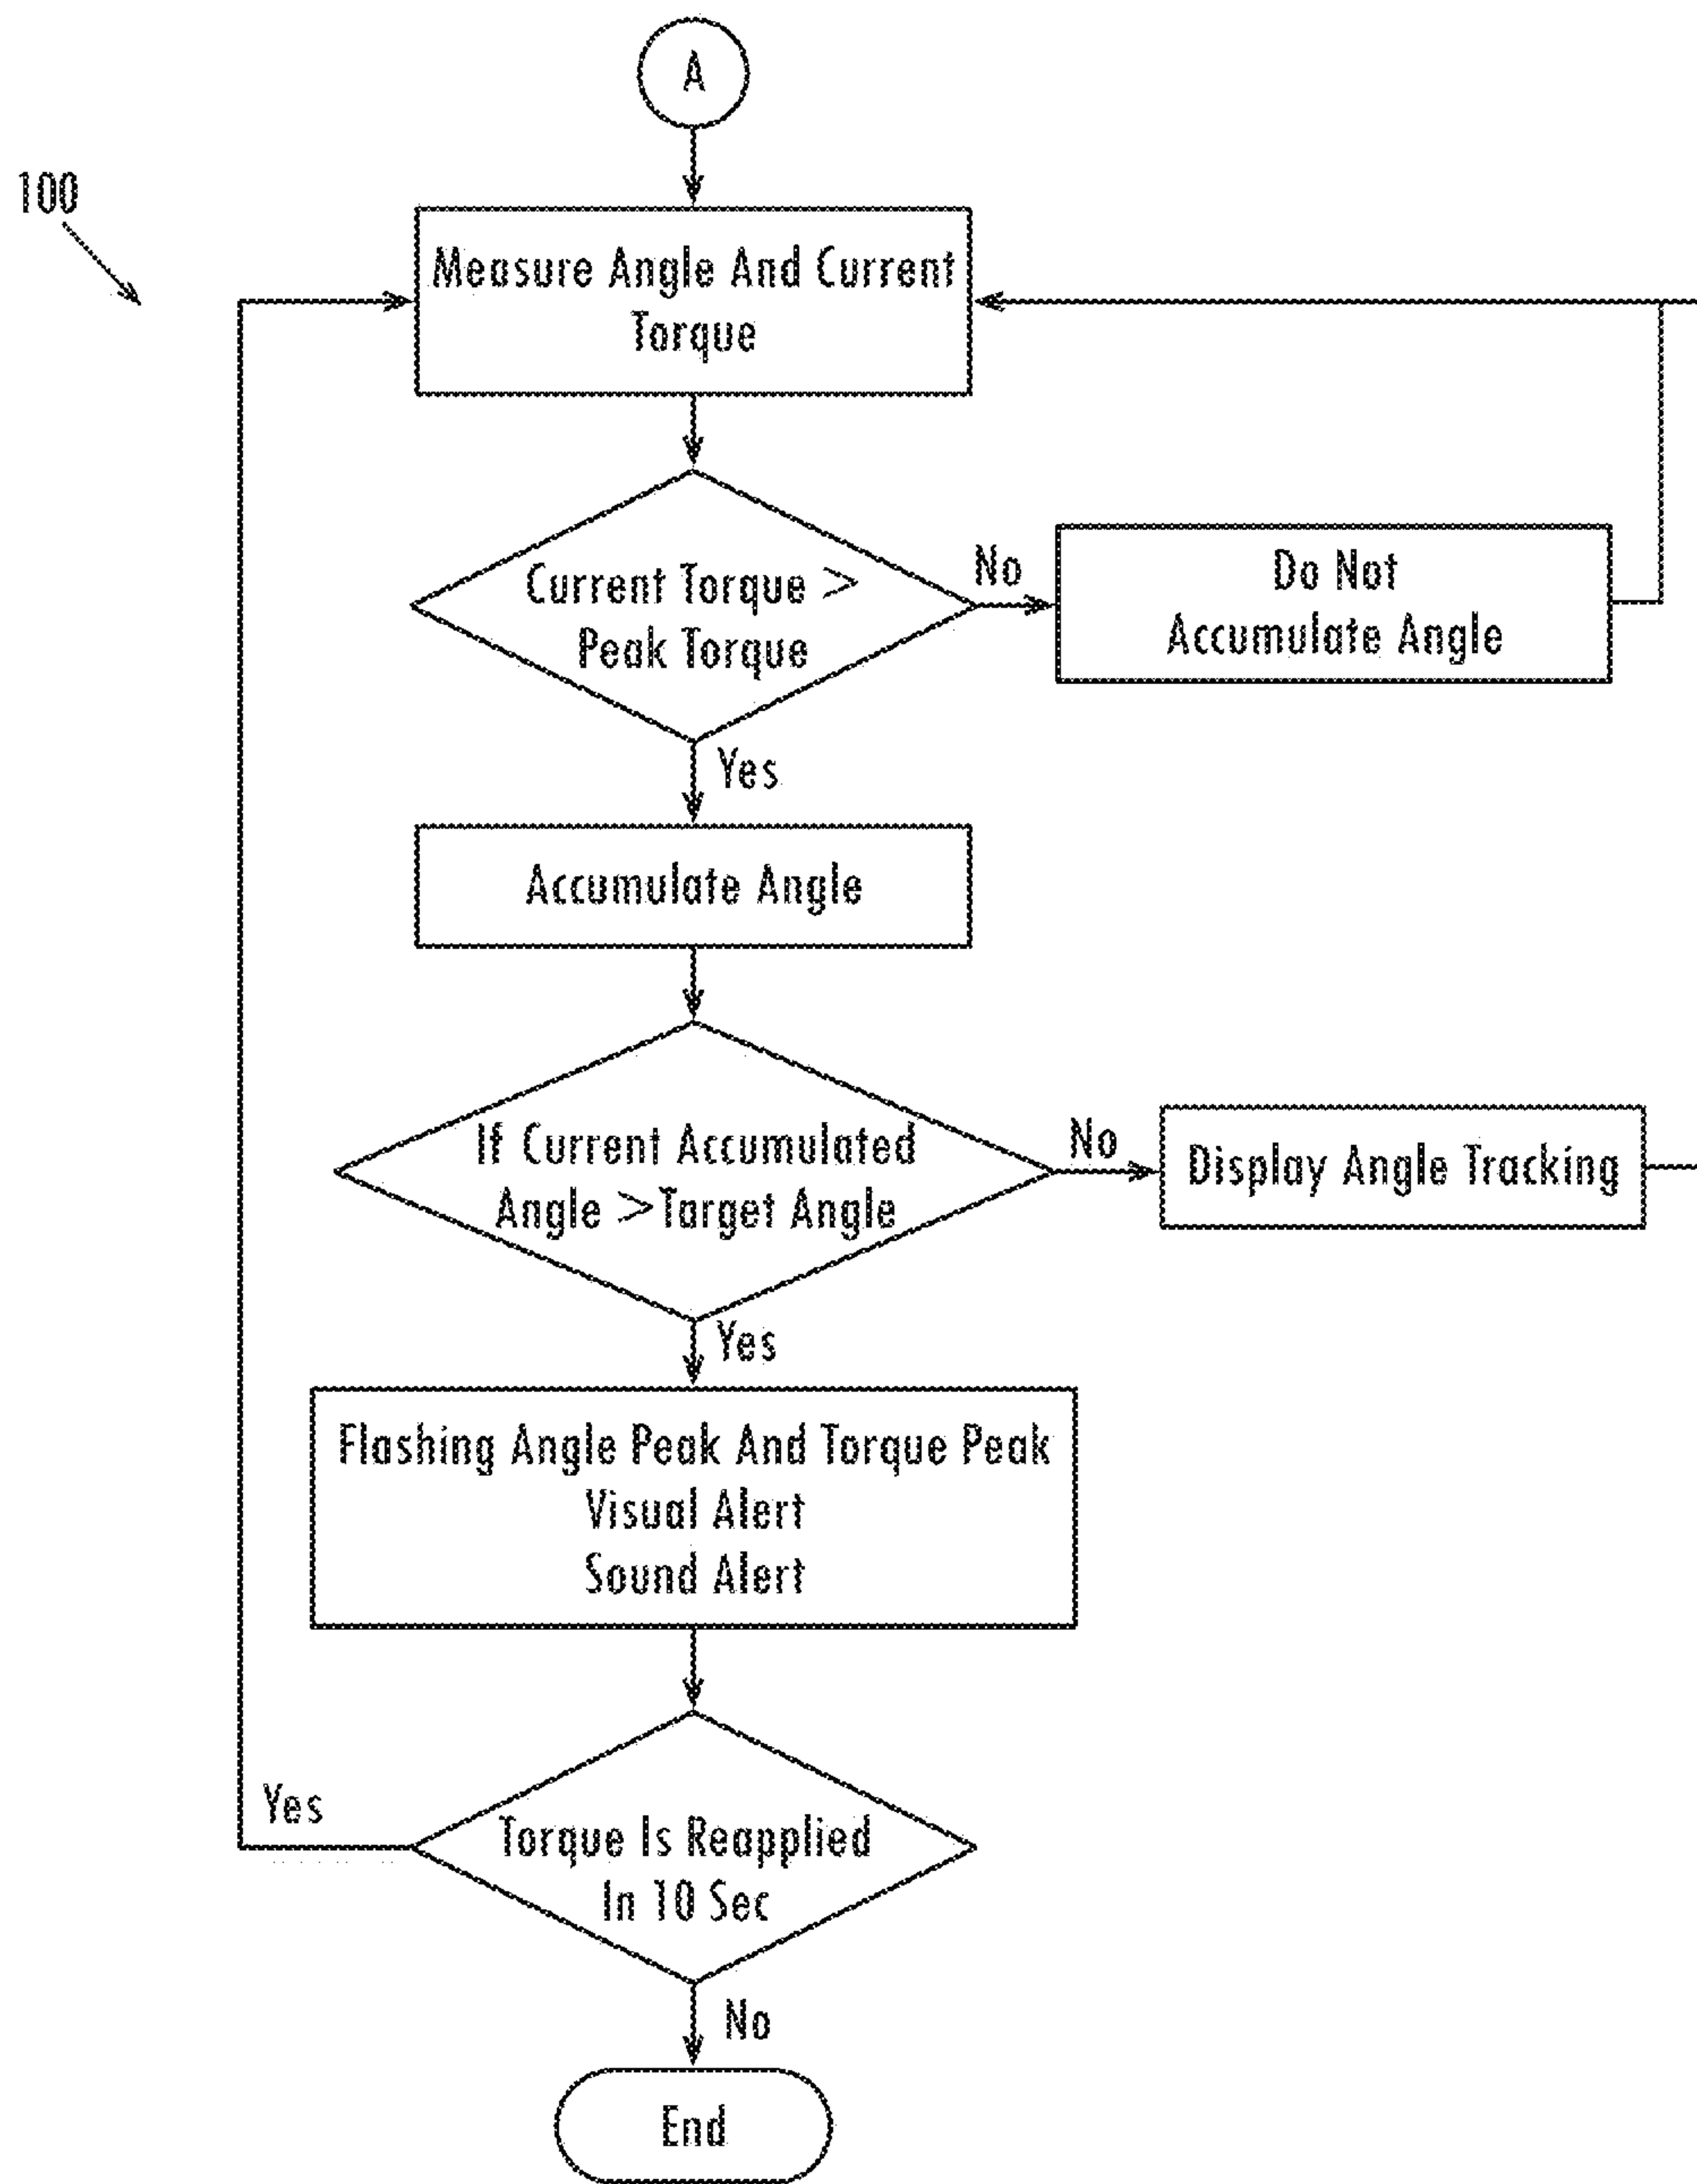 A
100
Measure Angle And Current
Torque
Current Torque >
Peak Torque
No
Do Not
Accumulate Angle
Yes
Accumulate Angle
If Current Accumulated
Angle >Target Angle
No
Display Angle Tracking
Yes
Flashing Angle Peak And Torque Peak
Visual Alert
Sound Alert
Yes
Torque Is Reapplied
In 10 Sec
No
End